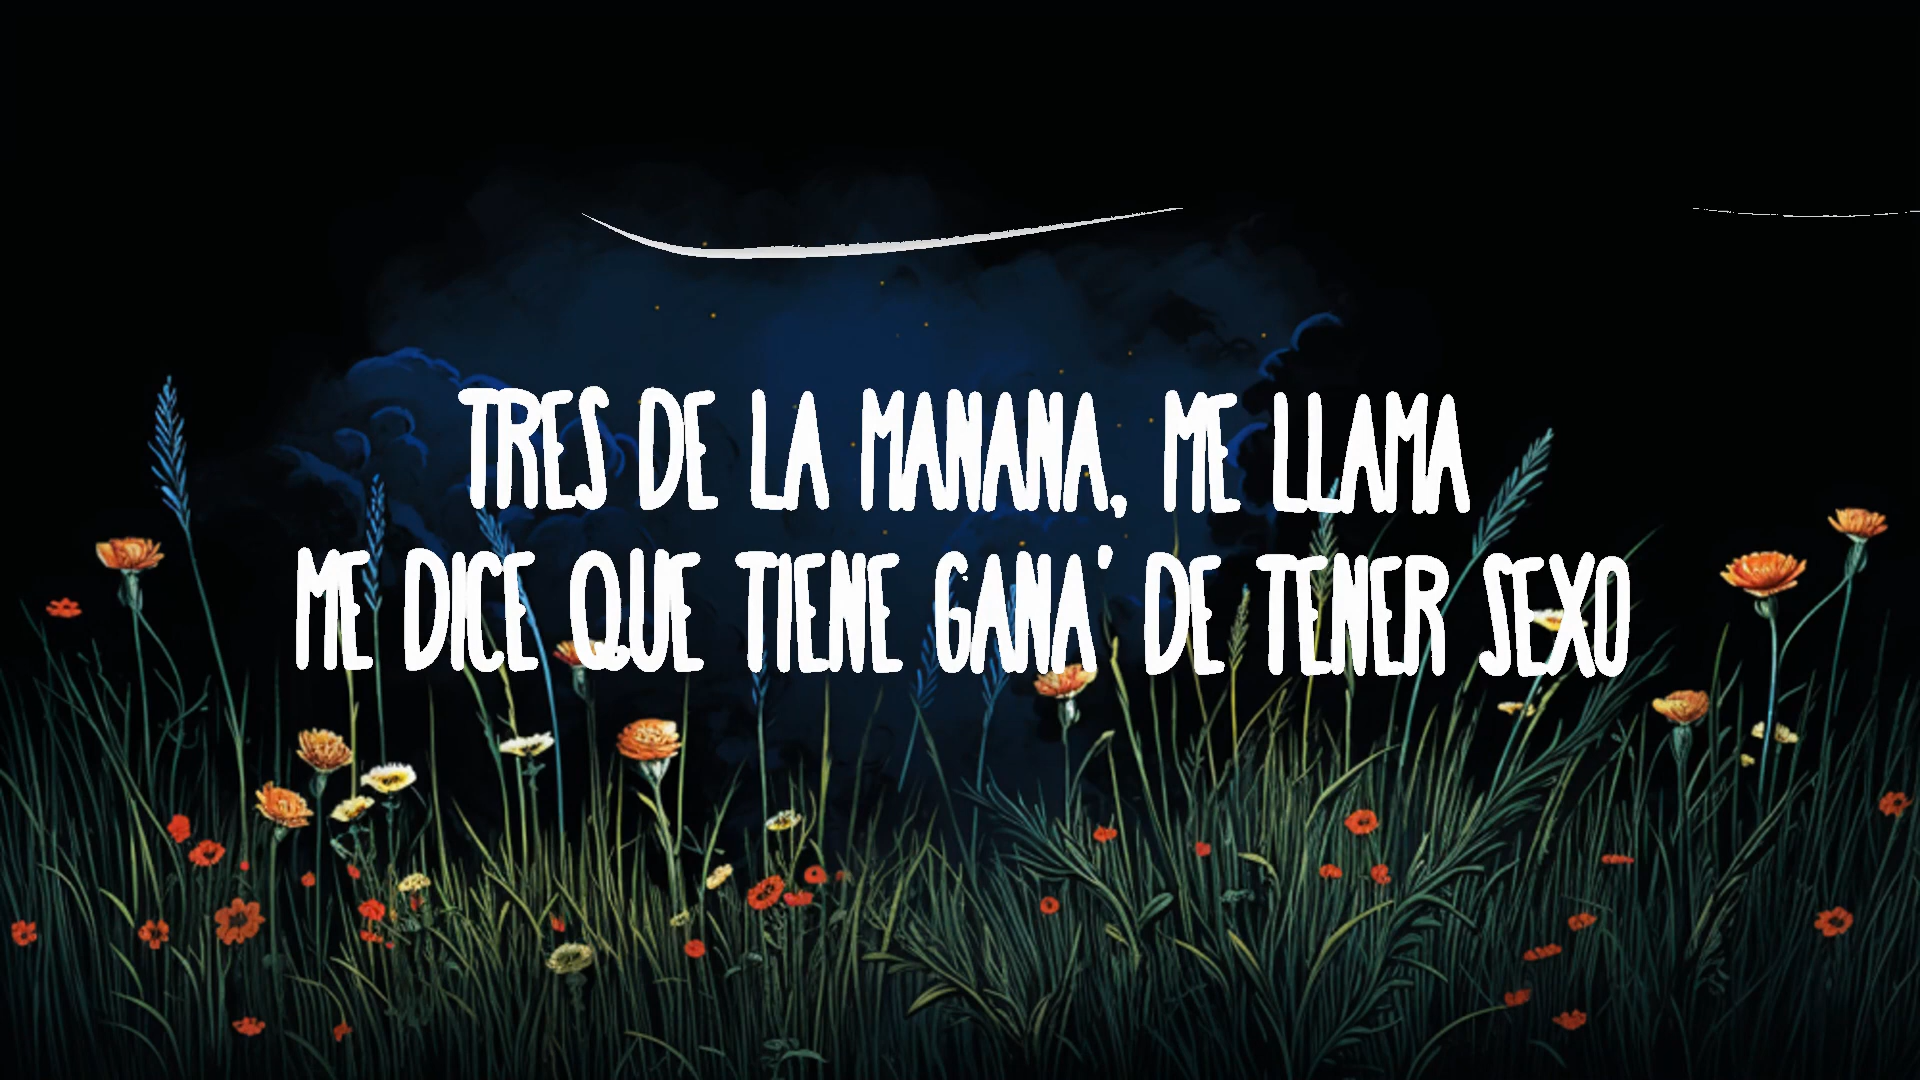 TRES DE LA MANANA, ME LLAMA
ME DICE QUE TIENE GANA' DE TENER SEXO